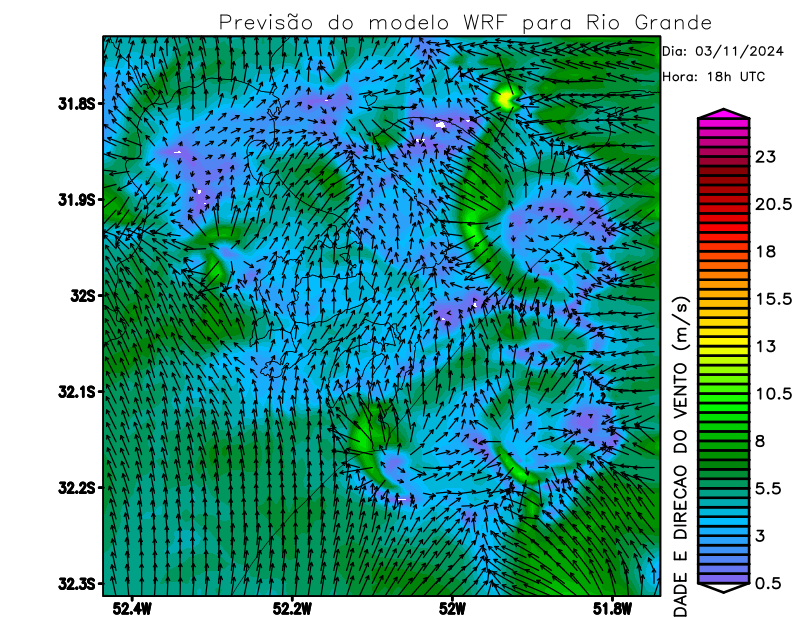 Previsão do modelo WRF para Rio Grande
Dia: 03/11/2024
Hora: 18h UTC
31.8S
31.9S
32S
32.1S
32.2S
32.3S
52.4W
52.2W
52W
51.8W
23
20.5
18
15.5
13
10.5
8
5.5
3
0.5
DADE E DIRECAO DO VENTO (m/s)